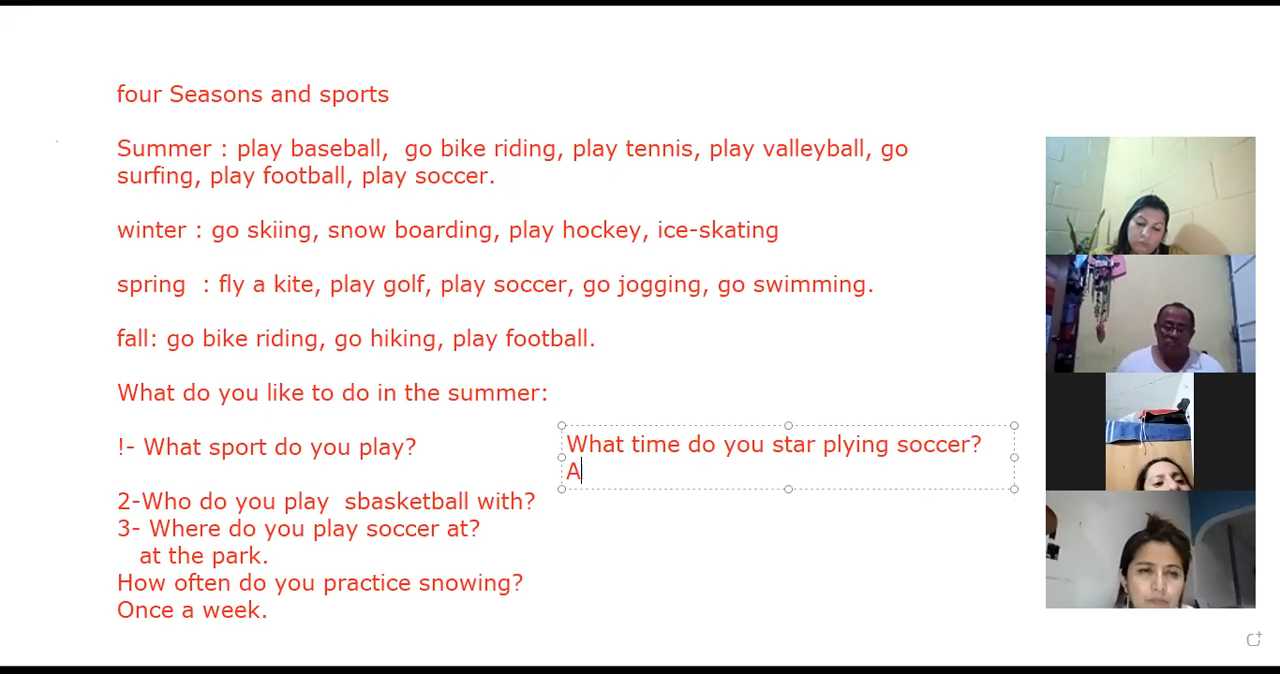 four Seasons and sports
Summer : play baseball,  go bike riding, play tennis, play valleyball, go
surfing, play football, play soccer.
winter : go skiing, snow boarding, play hockey, ice-skating
spring  : fly a kite, play golf, play soccer, go jogging, go swimming.
fall: go bike riding, go hiking, play football.
What do you like to do in the summer:
!- What sport do you play?
2-Who do you play  sbasketball with?
3- Where do you play soccer at?
at the park.
How often do you practice snowing?
Once a week.
What time do you star plying soccer?
A